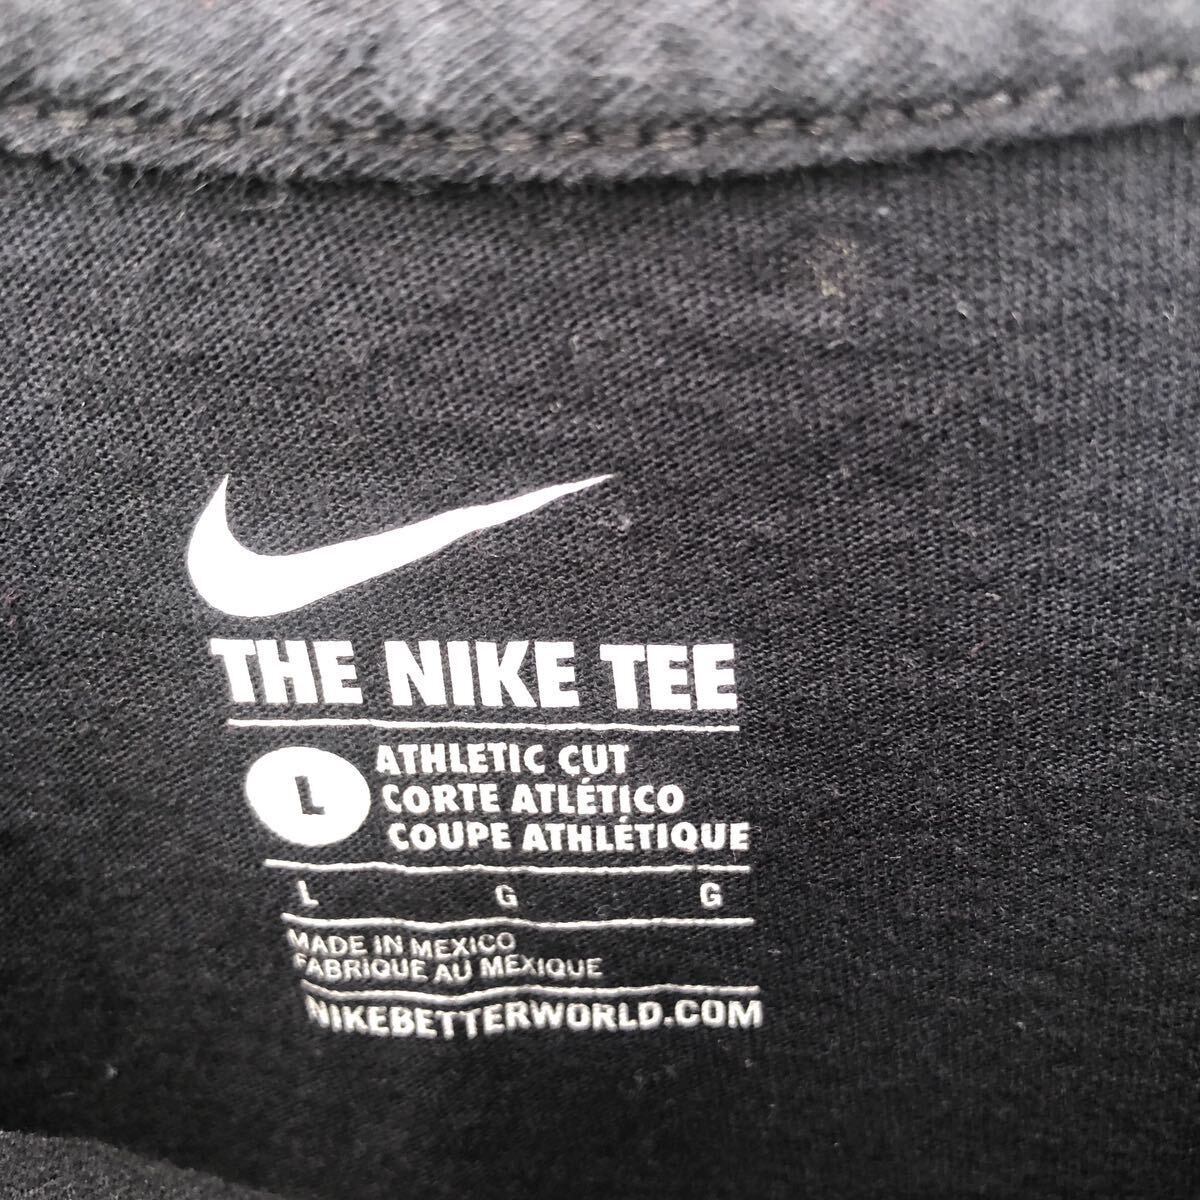 THE NIKE TEE
L
ATHLETIC CUT
CORTE ATLÉTICO
COUPE ATHLÉTIQUE
L G G
MADE IN MEXICO
FABRIQUE AU MEXIQUE
NIKEBETTERWORLD.COM